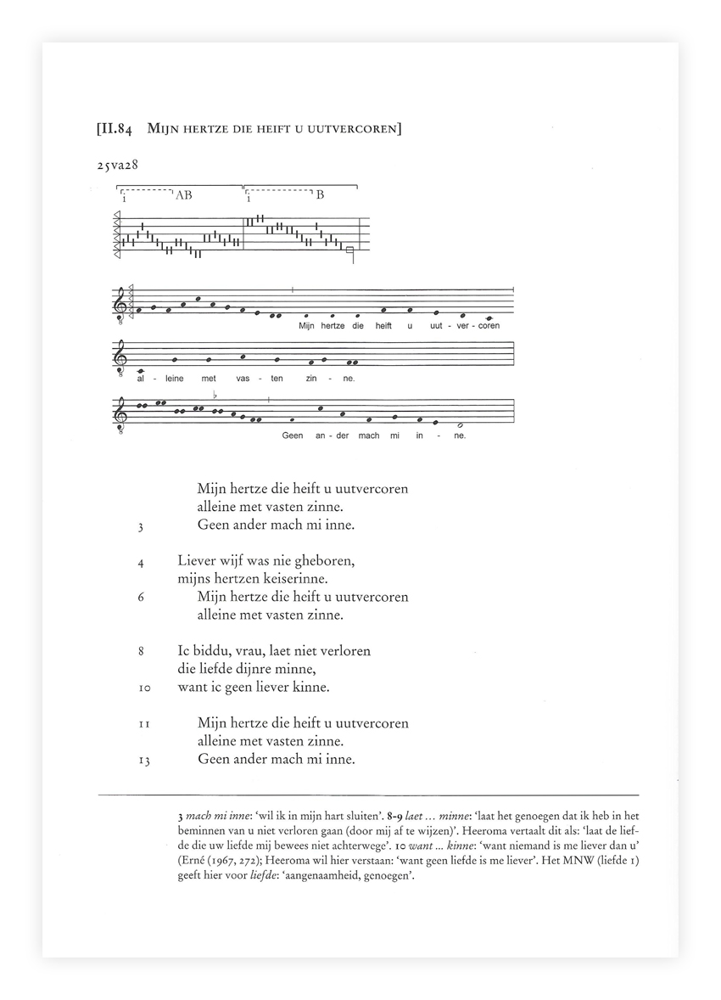 [II.84 Mijn hertze die heift u uutvercoren]
25va28
1 AB 1 B
Mijn hertze die heift u uut - ver - coren
al - leine met vas - ten zin - ne.
Geen an - der mach mi in - ne.
Mijn hertze die heift u uutvercoren
alleine met vasten zinne.
3 Geen ander mach mi inne.
4 Liever wijf was nie gheboren,
mijns hertzen keiserinne.
6 Mijn hertze die heift u uutvercoren
alleine met vasten zinne.
8 Ic biddu, vrau, laet niet verloren
die liefde dijnre minne,
10 want ic geen liever kinne.
11 Mijn hertze die heift u uutvercoren
alleine met vasten zinne.
13 Geen ander mach mi inne.
3 mach mi inne: ‘wil ik in mijn hart sluiten’. 8-9 laet ... minne: ‘laat het genoegen dat ik heb in het
beminnen van u niet verloren gaan (door mij af te wijzen)’. Heeroma vertaalt dit als: ‘laat de lief-
de die uw liefde mij bewees niet achterwege’. 10 want ... kinne: ‘want niemand is me liever dan u’
(Erné (1967, 272); Heeroma wil hier verstaan: ‘want geen liefde is me liever’. Het MNW (liefde 1)
geeft hier voor liefde: ‘aangenaamheid, genoegen’.